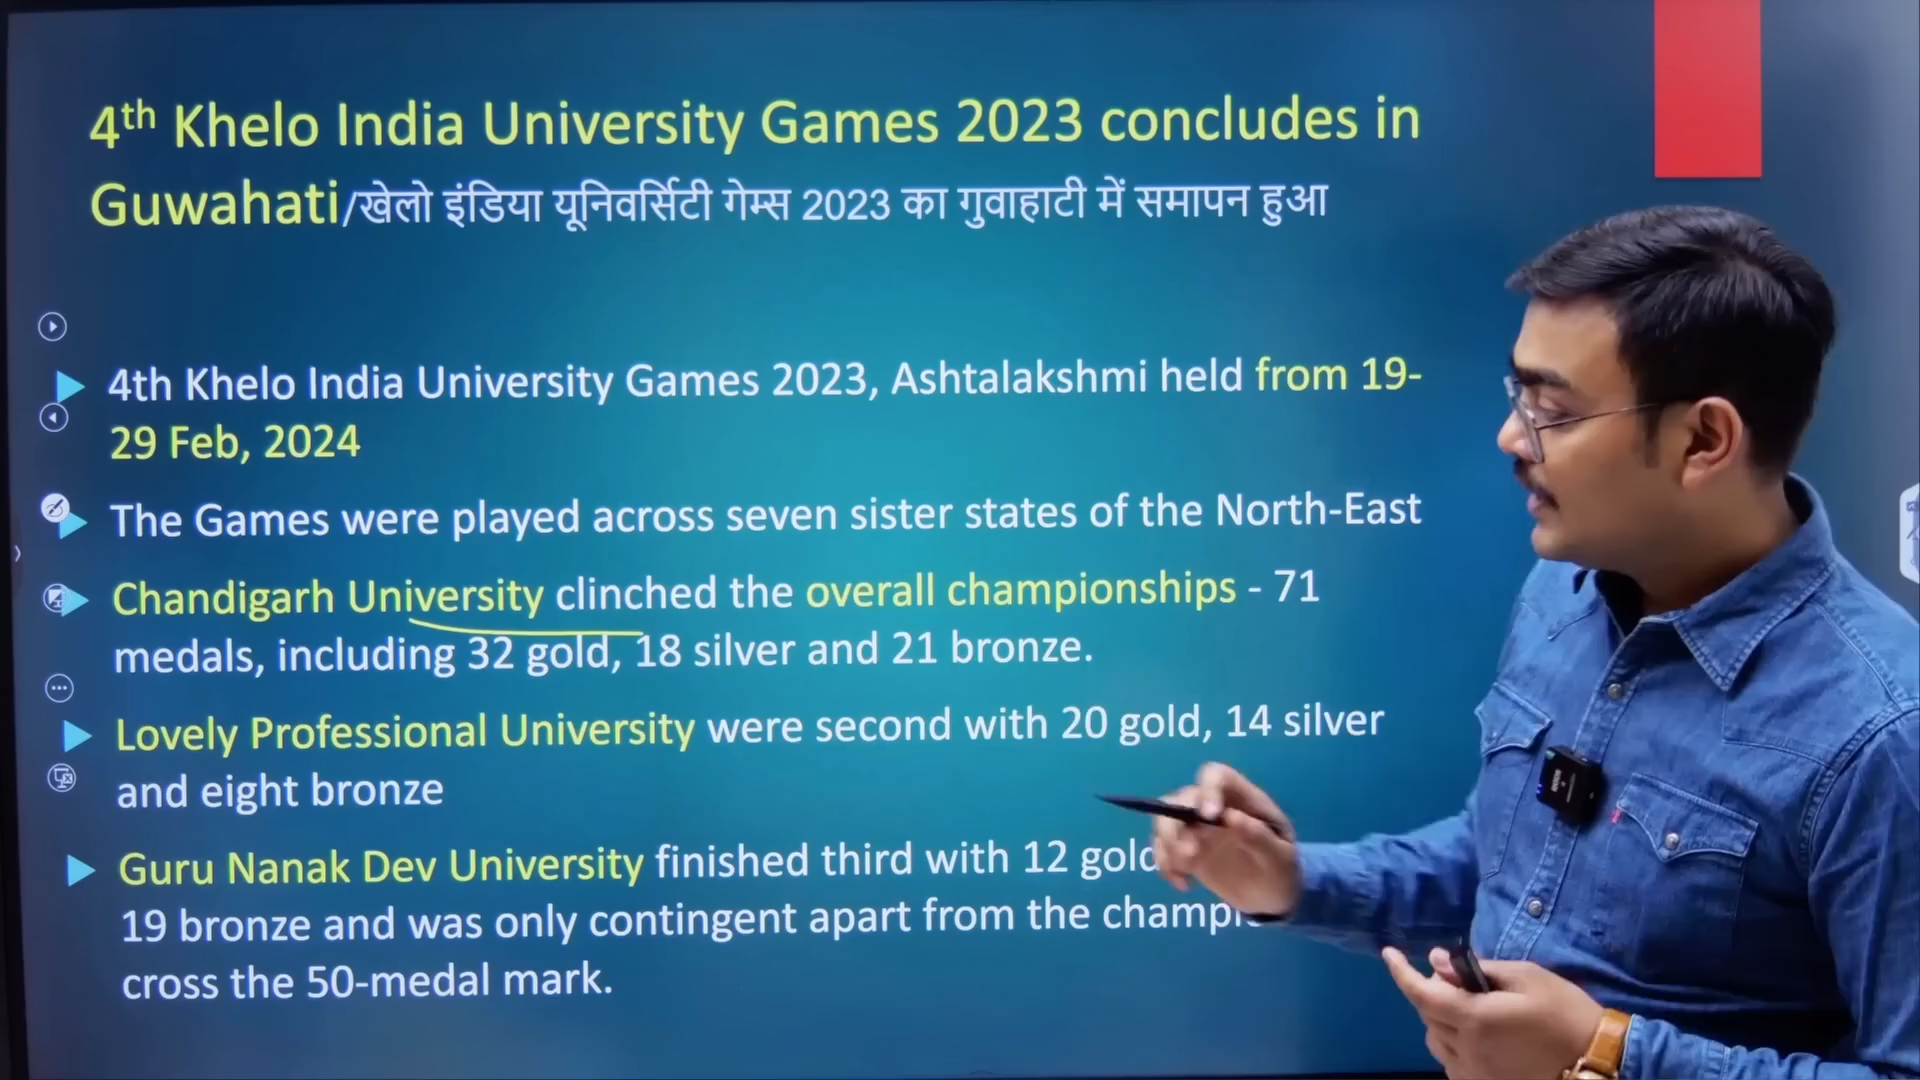 4th Khelo India University Games 2023 concludes in
Guwahati/खेलो इंडिया यूनिवर्सिटी गेम्स 2023 का गुवाहाटी में समापन हुआ
4th Khelo India University Games 2023, Ashtalakshmi held from 19-
29 Feb, 2024
The Games were played across seven sister states of the North-East
Chandigarh University clinched the overall championships - 71
medals, including 32 gold, 18 silver and 21 bronze.
Lovely Professional University were second with 20 gold, 14 silver
and eight bronze
Guru Nanak Dev University finished third with 12 gold
19 bronze and was only contingent apart from the
cross the 50-medal mark.